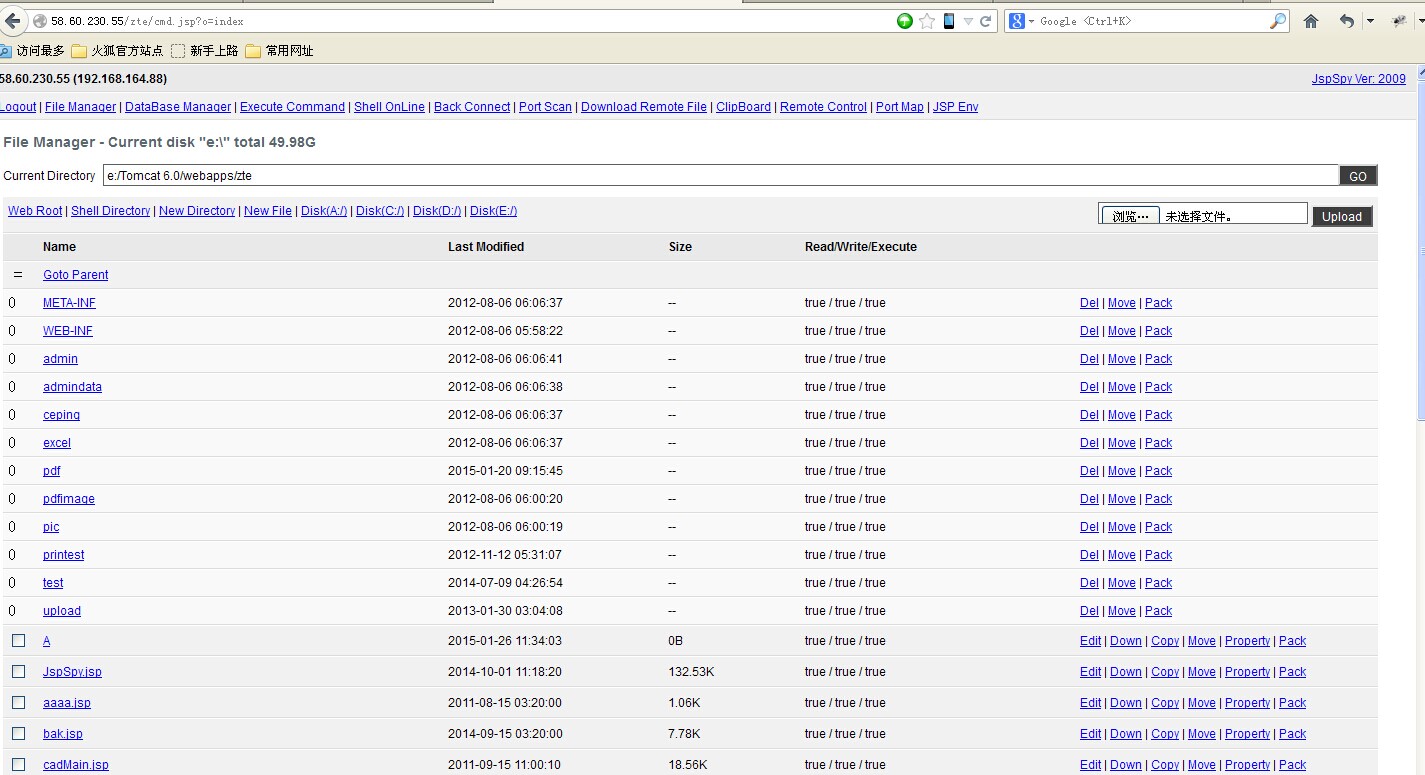 58.60.230.55/zte/cmd.jsp?o=index
Google <Ctrl+K>
访问最多 火狐官方站点 新手上路 常用网址
58.60.230.55 (192.168.164.88) JspSpy Ver: 2009
Logout | File Manager | DataBase Manager | Execute Command | Shell OnLine | Back Connect | Port Scan | Download Remote File | ClipBoard | Remote Control | Port Map | JSP Env
File Manager - Current disk "e:\" total 49.98G
Current Directory e:/Tomcat 6.0/webapps/zte GO
Web Root | Shell Directory | New Directory | New File | Disk(A:/) | Disk(C:/) | Disk(D:/) | Disk(E:/) 浏览… 未选择文件。 Upload
Name Last Modified Size Read/Write/Execute
= Goto Parent
0 META-INF 2012-08-06 06:06:37 -- true / true / true Del | Move | Pack
0 WEB-INF 2012-08-06 05:58:22 -- true / true / true Del | Move | Pack
0 admin 2012-08-06 06:06:41 -- true / true / true Del | Move | Pack
0 admindata 2012-08-06 06:06:38 -- true / true / true Del | Move | Pack
0 ceping 2012-08-06 06:06:37 -- true / true / true Del | Move | Pack
0 excel 2012-08-06 06:06:37 -- true / true / true Del | Move | Pack
0 pdf 2015-01-20 09:15:45 -- true / true / true Del | Move | Pack
0 pdfimage 2012-08-06 06:00:20 -- true / true / true Del | Move | Pack
0 pic 2012-08-06 06:00:19 -- true / true / true Del | Move | Pack
0 printest 2012-11-12 05:31:07 -- true / true / true Del | Move | Pack
0 test 2014-07-09 04:26:54 -- true / true / true Del | Move | Pack
0 upload 2013-01-30 03:04:08 -- true / true / true Del | Move | Pack
A 2015-01-26 11:34:03 0B true / true / true Edit | Down | Copy | Move | Property | Pack
JspSpy.jsp 2014-10-01 11:18:20 132.53K true / true / true Edit | Down | Copy | Move | Property | Pack
aaaa.jsp 2011-08-15 03:20:00 1.06K true / true / true Edit | Down | Copy | Move | Property | Pack
bak.jsp 2014-09-15 03:20:00 7.78K true / true / true Edit | Down | Copy | Move | Property | Pack
cadMain.jsp 2011-09-15 11:00:10 18.56K true / true / true Edit | Down | Copy | Move | Property | Pack